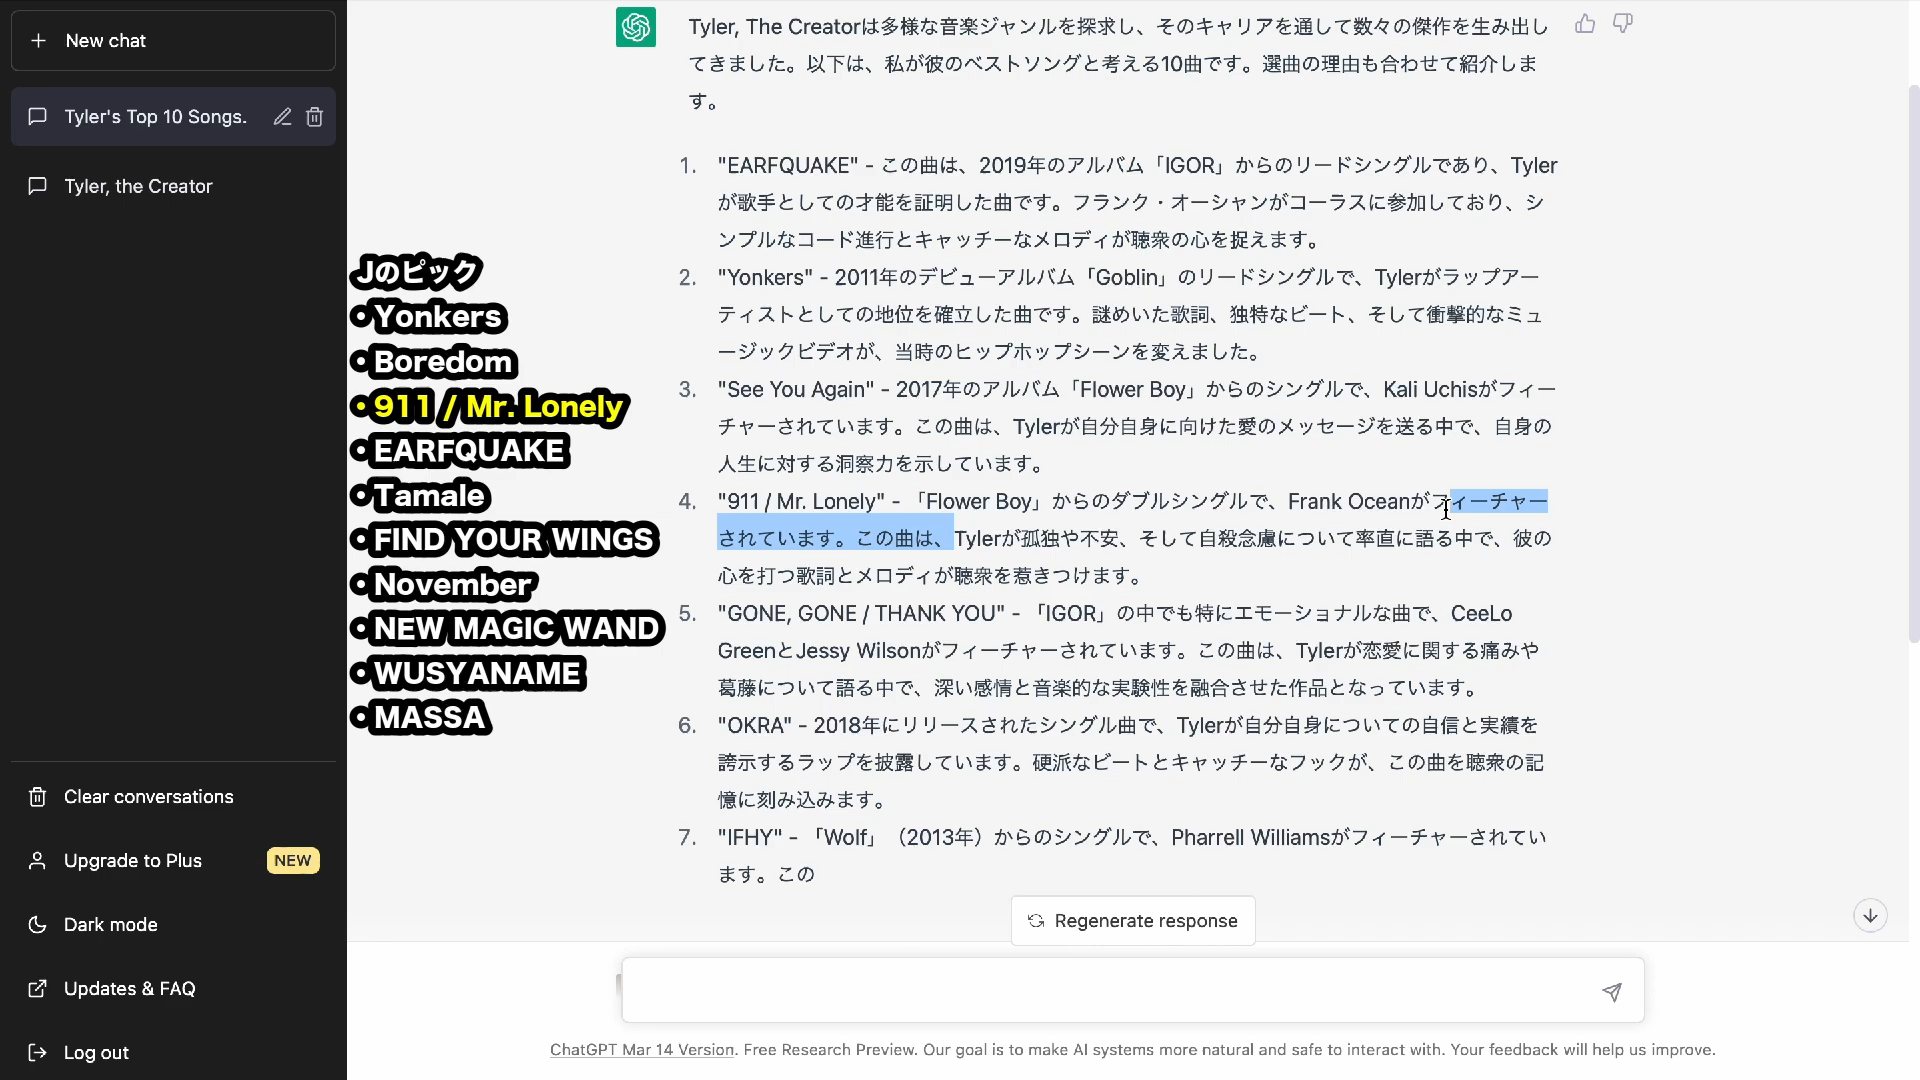 New chat
Tyler's Top 10 Songs.
Tyler, the Creator
Clear conversations
Upgrade to Plus NEW
Dark mode
Updates & FAQ
Log out
Jのピック
•Yonkers
•Boredom
•911 / Mr. Lonely
•EARFQUAKE
•Tamale
•FIND YOUR WINGS
•November
•NEW MAGIC WAND
•WUSYANAME
•MASSA
Tyler, The Creatorは多様な音楽ジャンルを探求し、そのキャリアを通して数々の傑作を生み出し
てきました。以下は、私が彼のベストソングと考える10曲です。選曲の理由も合わせて紹介しま
す。
1. "EARFQUAKE" - この曲は、2019年のアルバム「IGOR」からのリードシングルであり、Tyler
が歌手としての才能を証明した曲です。フランク・オーシャンがコーラスに参加しており、シ
ンプルなコード進行とキャッチーなメロディが聴衆の心を捉えます。
2. "Yonkers" - 2011年のデビューアルバム「Goblin」のリードシングルで、Tylerがラップアー
ティストとしての地位を確立した曲です。謎めいた歌詞、独特なビート、そして衝撃的なミュ
ージックビデオが、当時のヒップホップシーンを変えました。
3. "See You Again" - 2017年のアルバム「Flower Boy」からのシングルで、Kali Uchisがフィー
チャーされています。この曲は、Tylerが自分自身に向けた愛のメッセージを送る中で、自身の
人生に対する洞察力を示しています。
4. "911 / Mr. Lonely" - 「Flower Boy」からのダブルシングルで、Frank Oceanがフィーチャー
されています。この曲は、Tylerが孤独や不安、そして自殺念慮について率直に語る中で、彼の
心を打つ歌詞とメロディが聴衆を惹きつけます。
5. "GONE, GONE / THANK YOU" - 「IGOR」の中でも特にエモーショナルな曲で、CeeLo
GreenとJessy Wilsonがフィーチャーされています。この曲は、Tylerが恋愛に関する痛みや
葛藤について語る中で、深い感情と音楽的な実験性を融合させた作品となっています。
6. "OKRA" - 2018年にリリースされたシングル曲で、Tylerが自分自身についての自信と実績を
誇示するラップを披露しています。硬派なビートとキャッチーなフックが、この曲を聴衆の記
憶に刻み込みます。
7. "IFHY" - 「Wolf」（2013年）からのシングルで、Pharrell Williamsがフィーチャーされてい
ます。この
Regenerate response
ChatGPT Mar 14 Version. Free Research Preview. Our goal is to make AI systems more natural and safe to interact with. Your feedback will help us improve.